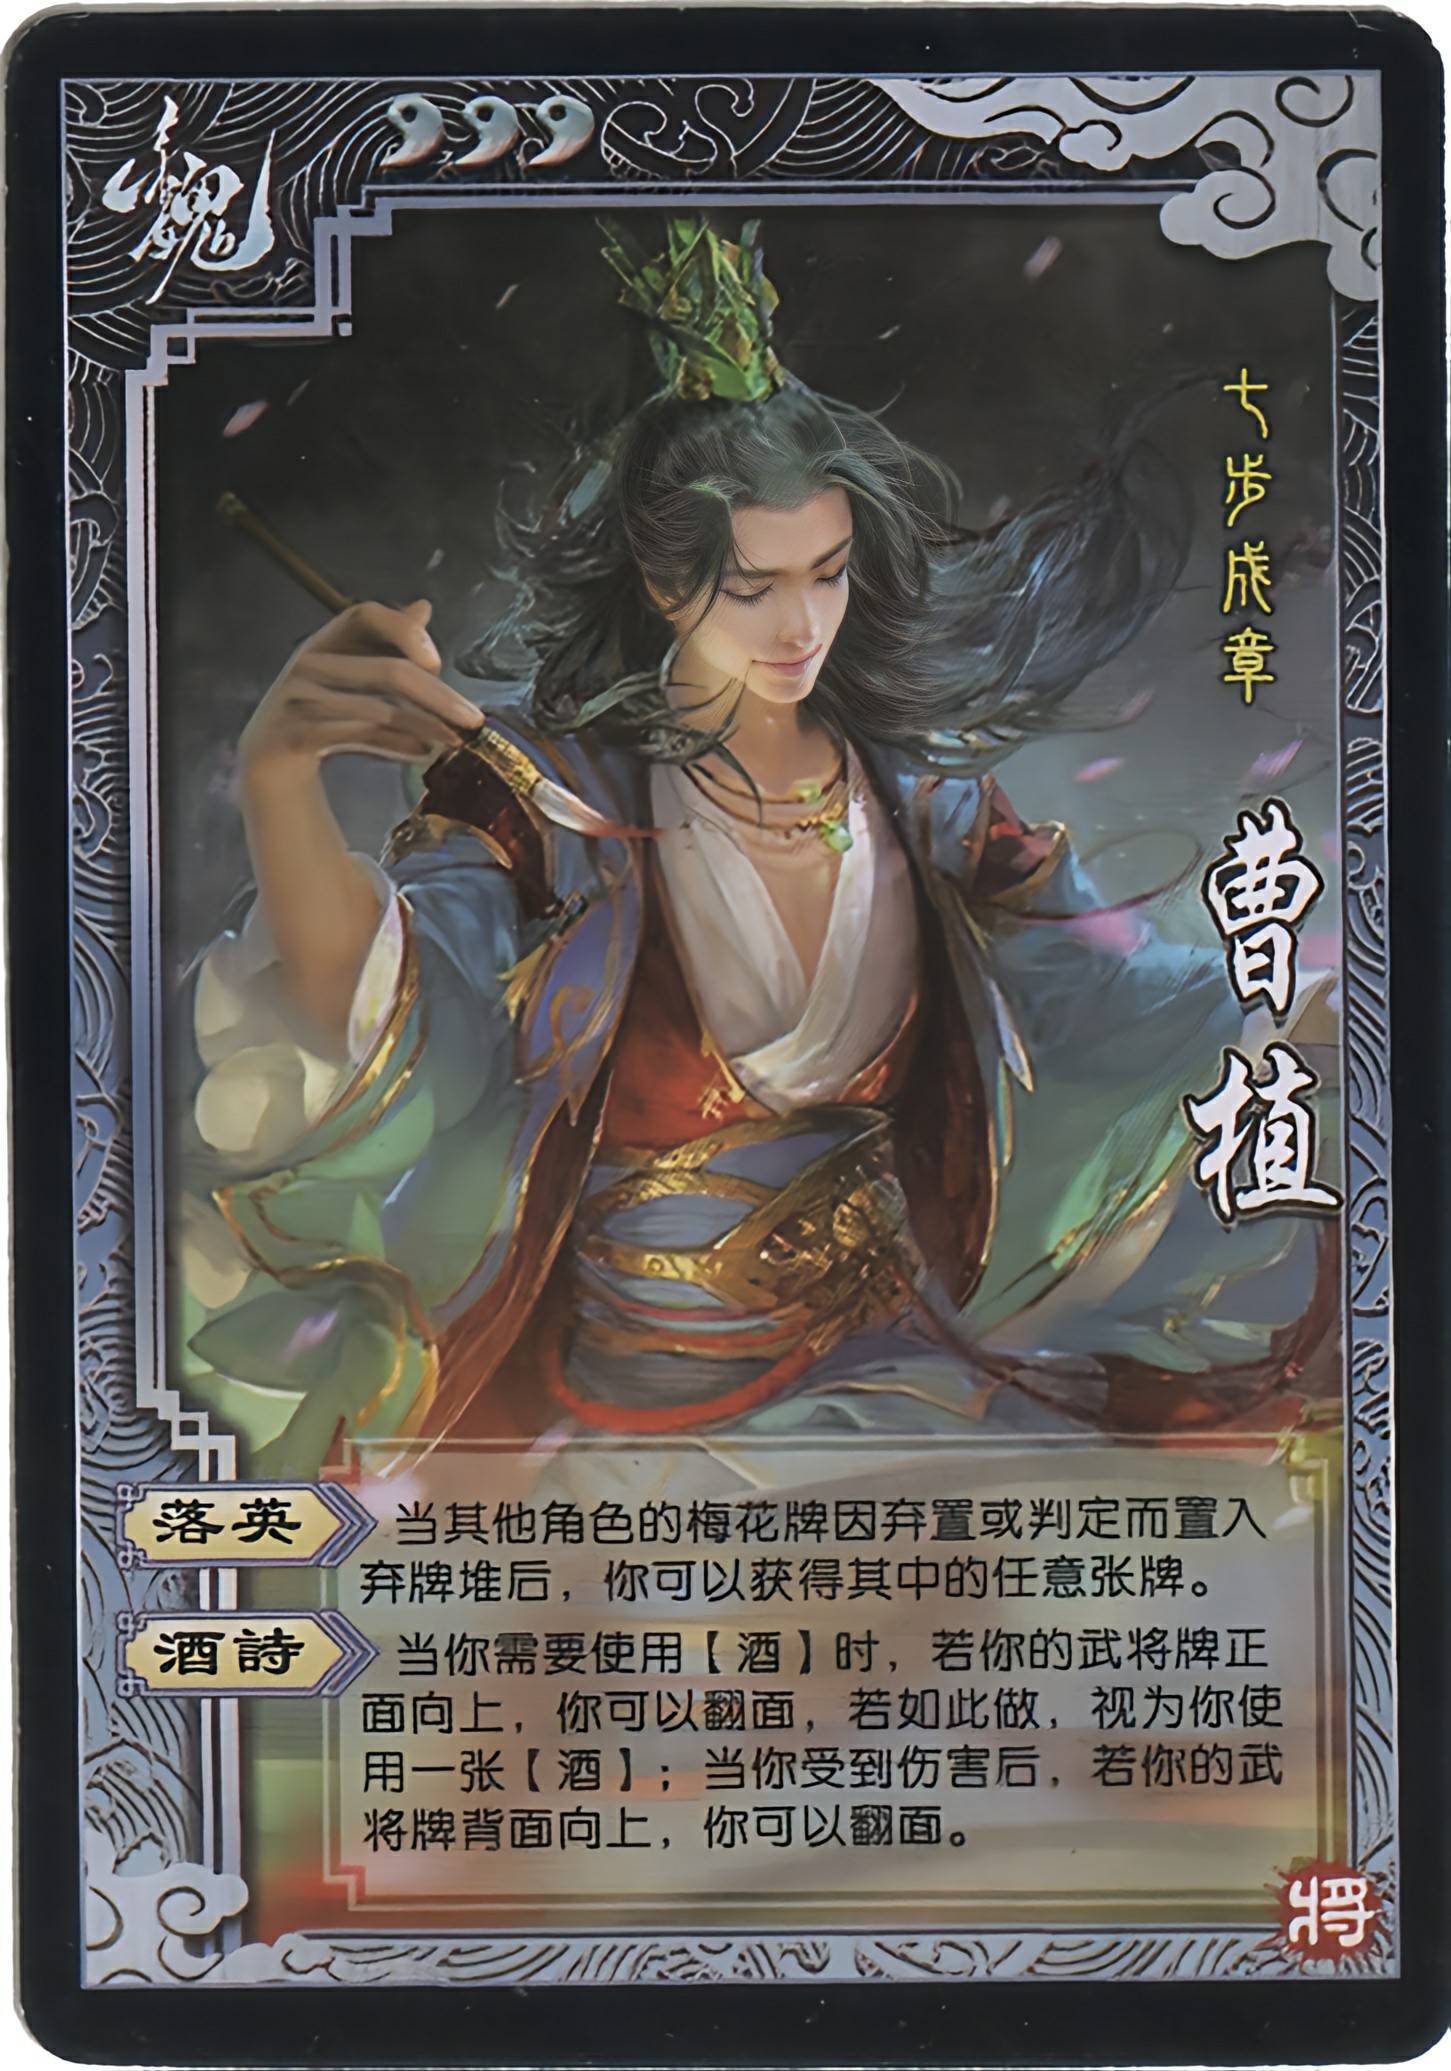 魏
七步成章
曹植
落英 当其他角色的梅花牌因弃置或判定而置入
弃牌堆后，你可以获得其中的任意张牌。
酒詩 当你需要使用【酒】时，若你的武将牌正
面向上，你可以翻面，若如此做，视为你使
用一张【酒】；当你受到伤害后，若你的武
将牌背面向上，你可以翻面。
將